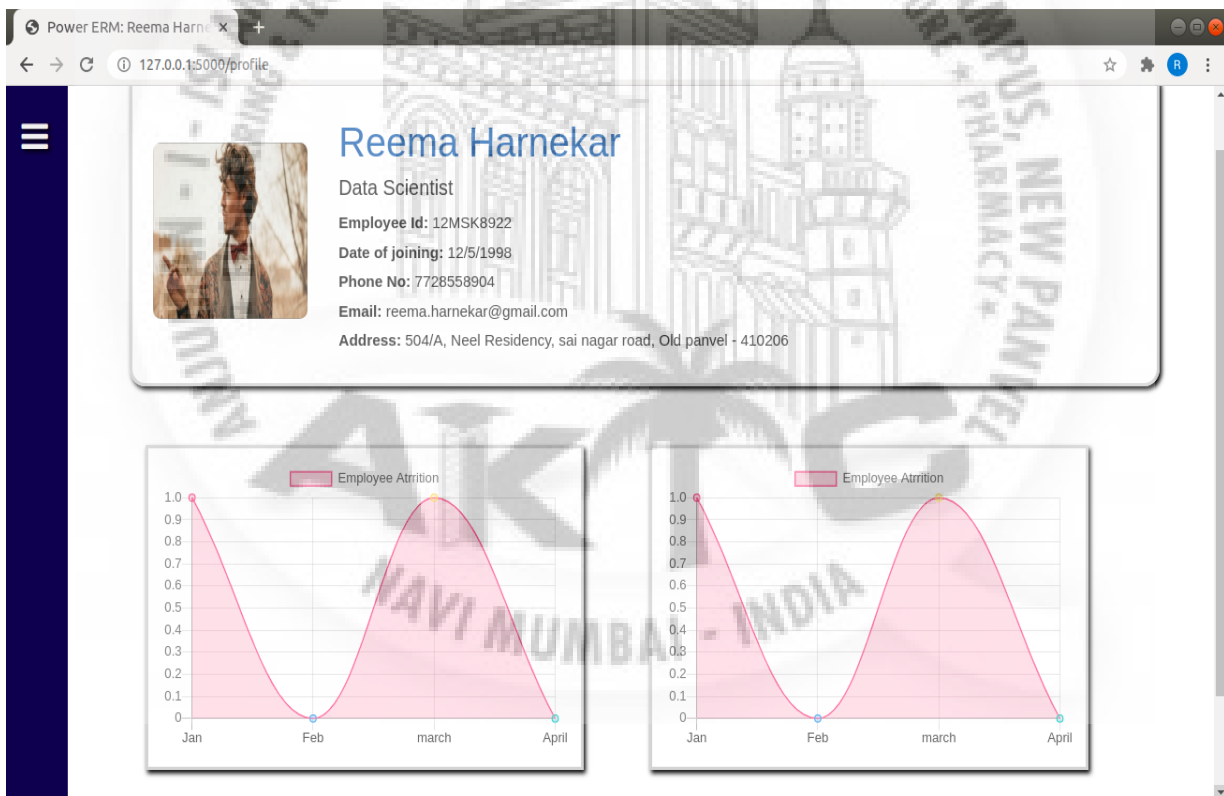 Power ERM: Reema Harne
127.0.0.1:5000/profile
R
Reema Harnekar
Data Scientist
Employee Id: 12MSK8922
Date of joining: 12/5/1998
Phone No: 7728558904
Email: reema.harnekar@gmail.com
Address: 504/A, Neel Residency, sai nagar road, Old panvel - 410206
Employee Atrrition
1.0
0.9
0.8
0.7
0.6
0.5
0.4
0.3
0.2
0.1
0
Jan Feb march April
Employee Atrrition
1.0
0.9
0.8
0.7
0.6
0.5
0.4
0.3
0.2
0.1
0
Jan Feb march April
PHARMACY
NEW PANVEL
NAVI MUMBAI - INDIA